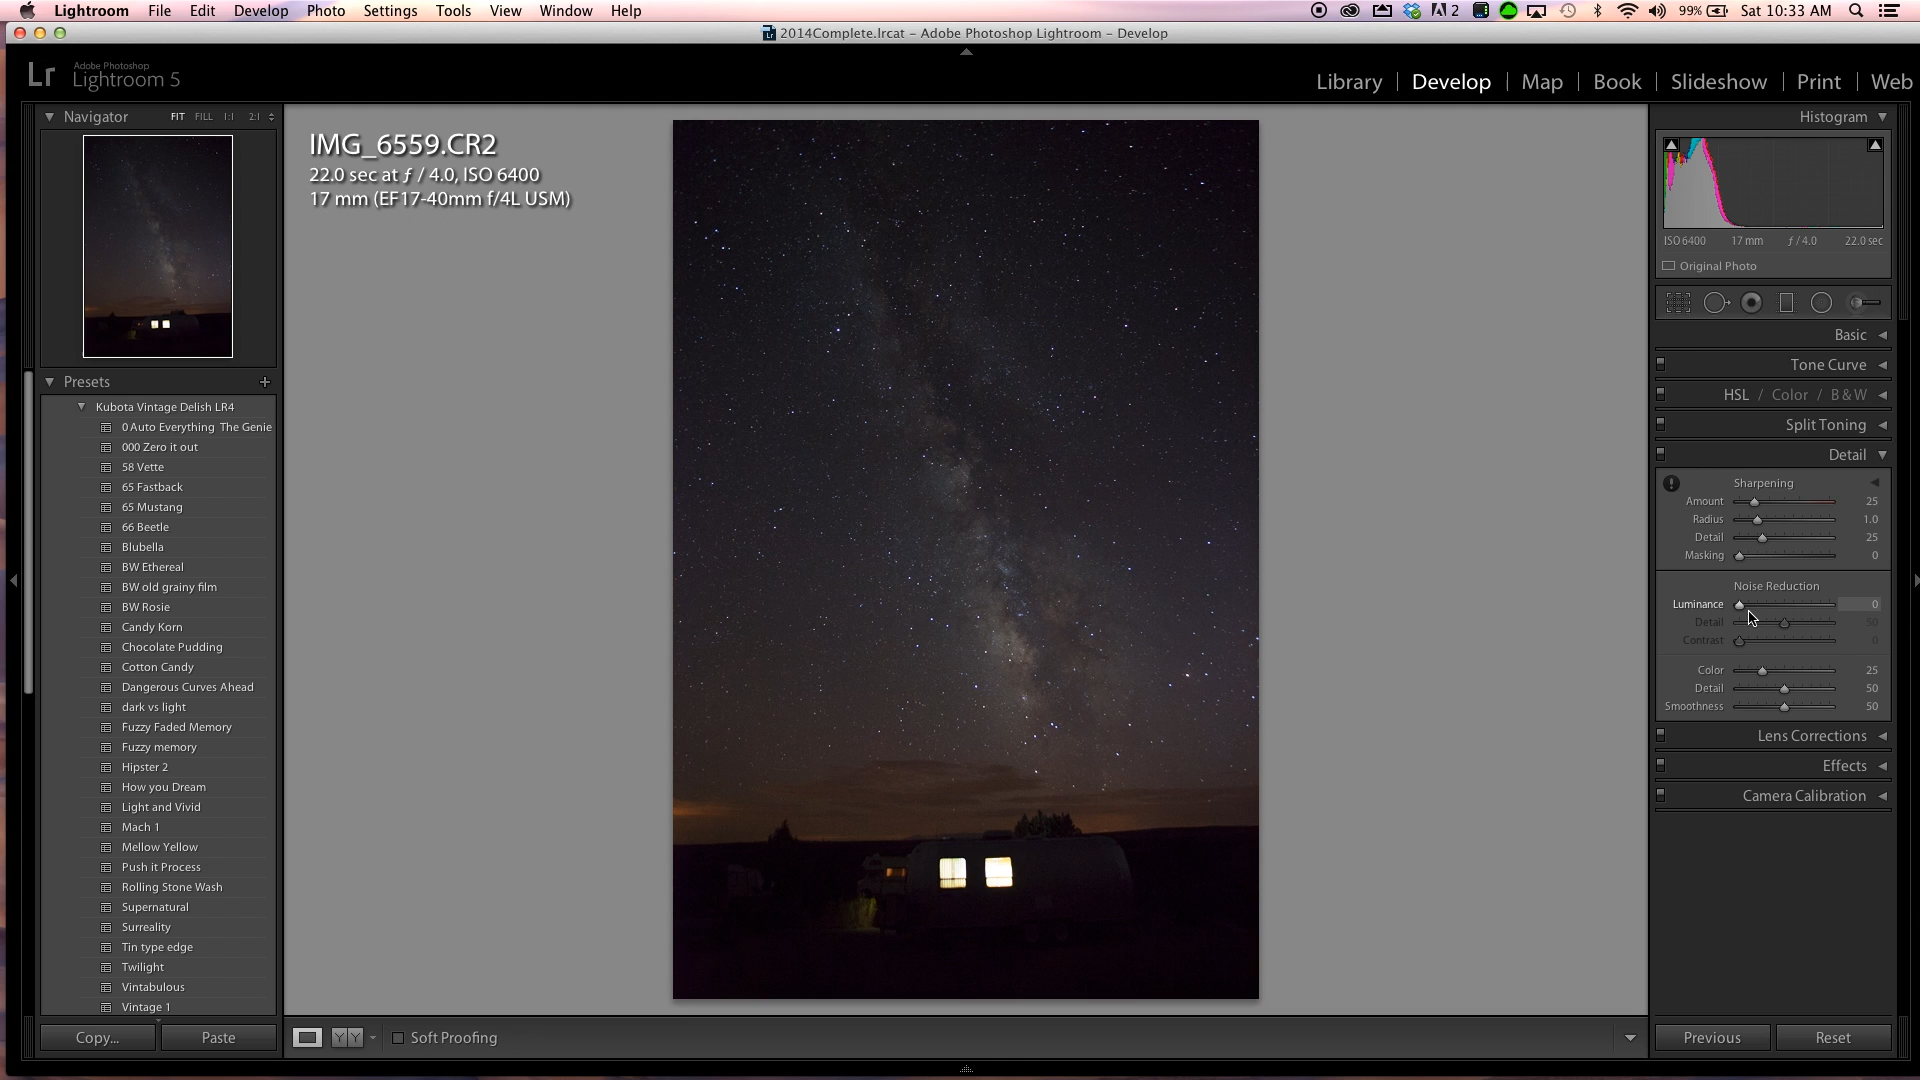 Lightroom File Edit Develop Photo Settings Tools View Window Help
2 99% Sat 10:33 AM
2014Complete.lrcat – Adobe Photoshop Lightroom – Develop
Lr Adobe Photoshop
Lightroom 5
Library | Develop | Map | Book | Slideshow | Print | Web
Navigator FIT FILL 1:1 2:1
Presets +
Kubota Vintage Delish LR4
0 Auto Everything The Genie
000 Zero it out
58 Vette
65 Fastback
65 Mustang
66 Beetle
Blubella
BW Ethereal
BW old grainy film
BW Rosie
Candy Korn
Chocolate Pudding
Cotton Candy
Dangerous Curves Ahead
dark vs light
Fuzzy Faded Memory
Fuzzy memory
Hipster 2
How you Dream
Light and Vivid
Mach 1
Mellow Yellow
Push it Process
Rolling Stone Wash
Supernatural
Surreality
Tin type edge
Twilight
Vintabulous
Vintage 1
Copy... Paste
IMG_6559.CR2
22.0 sec at ƒ / 4.0, ISO 6400
17 mm (EF17-40mm f/4L USM)
YY Soft Proofing
Histogram
ISO 6400 17 mm ƒ / 4.0 22.0 sec
Original Photo
Basic
Tone Curve
HSL / Color / B & W
Split Toning
Detail
Sharpening
Amount 25
Radius 1.0
Detail 25
Masking 0
Noise Reduction
Luminance 0
Detail 50
Contrast 0
Color 25
Detail 50
Smoothness 50
Lens Corrections
Effects
Camera Calibration
Previous Reset